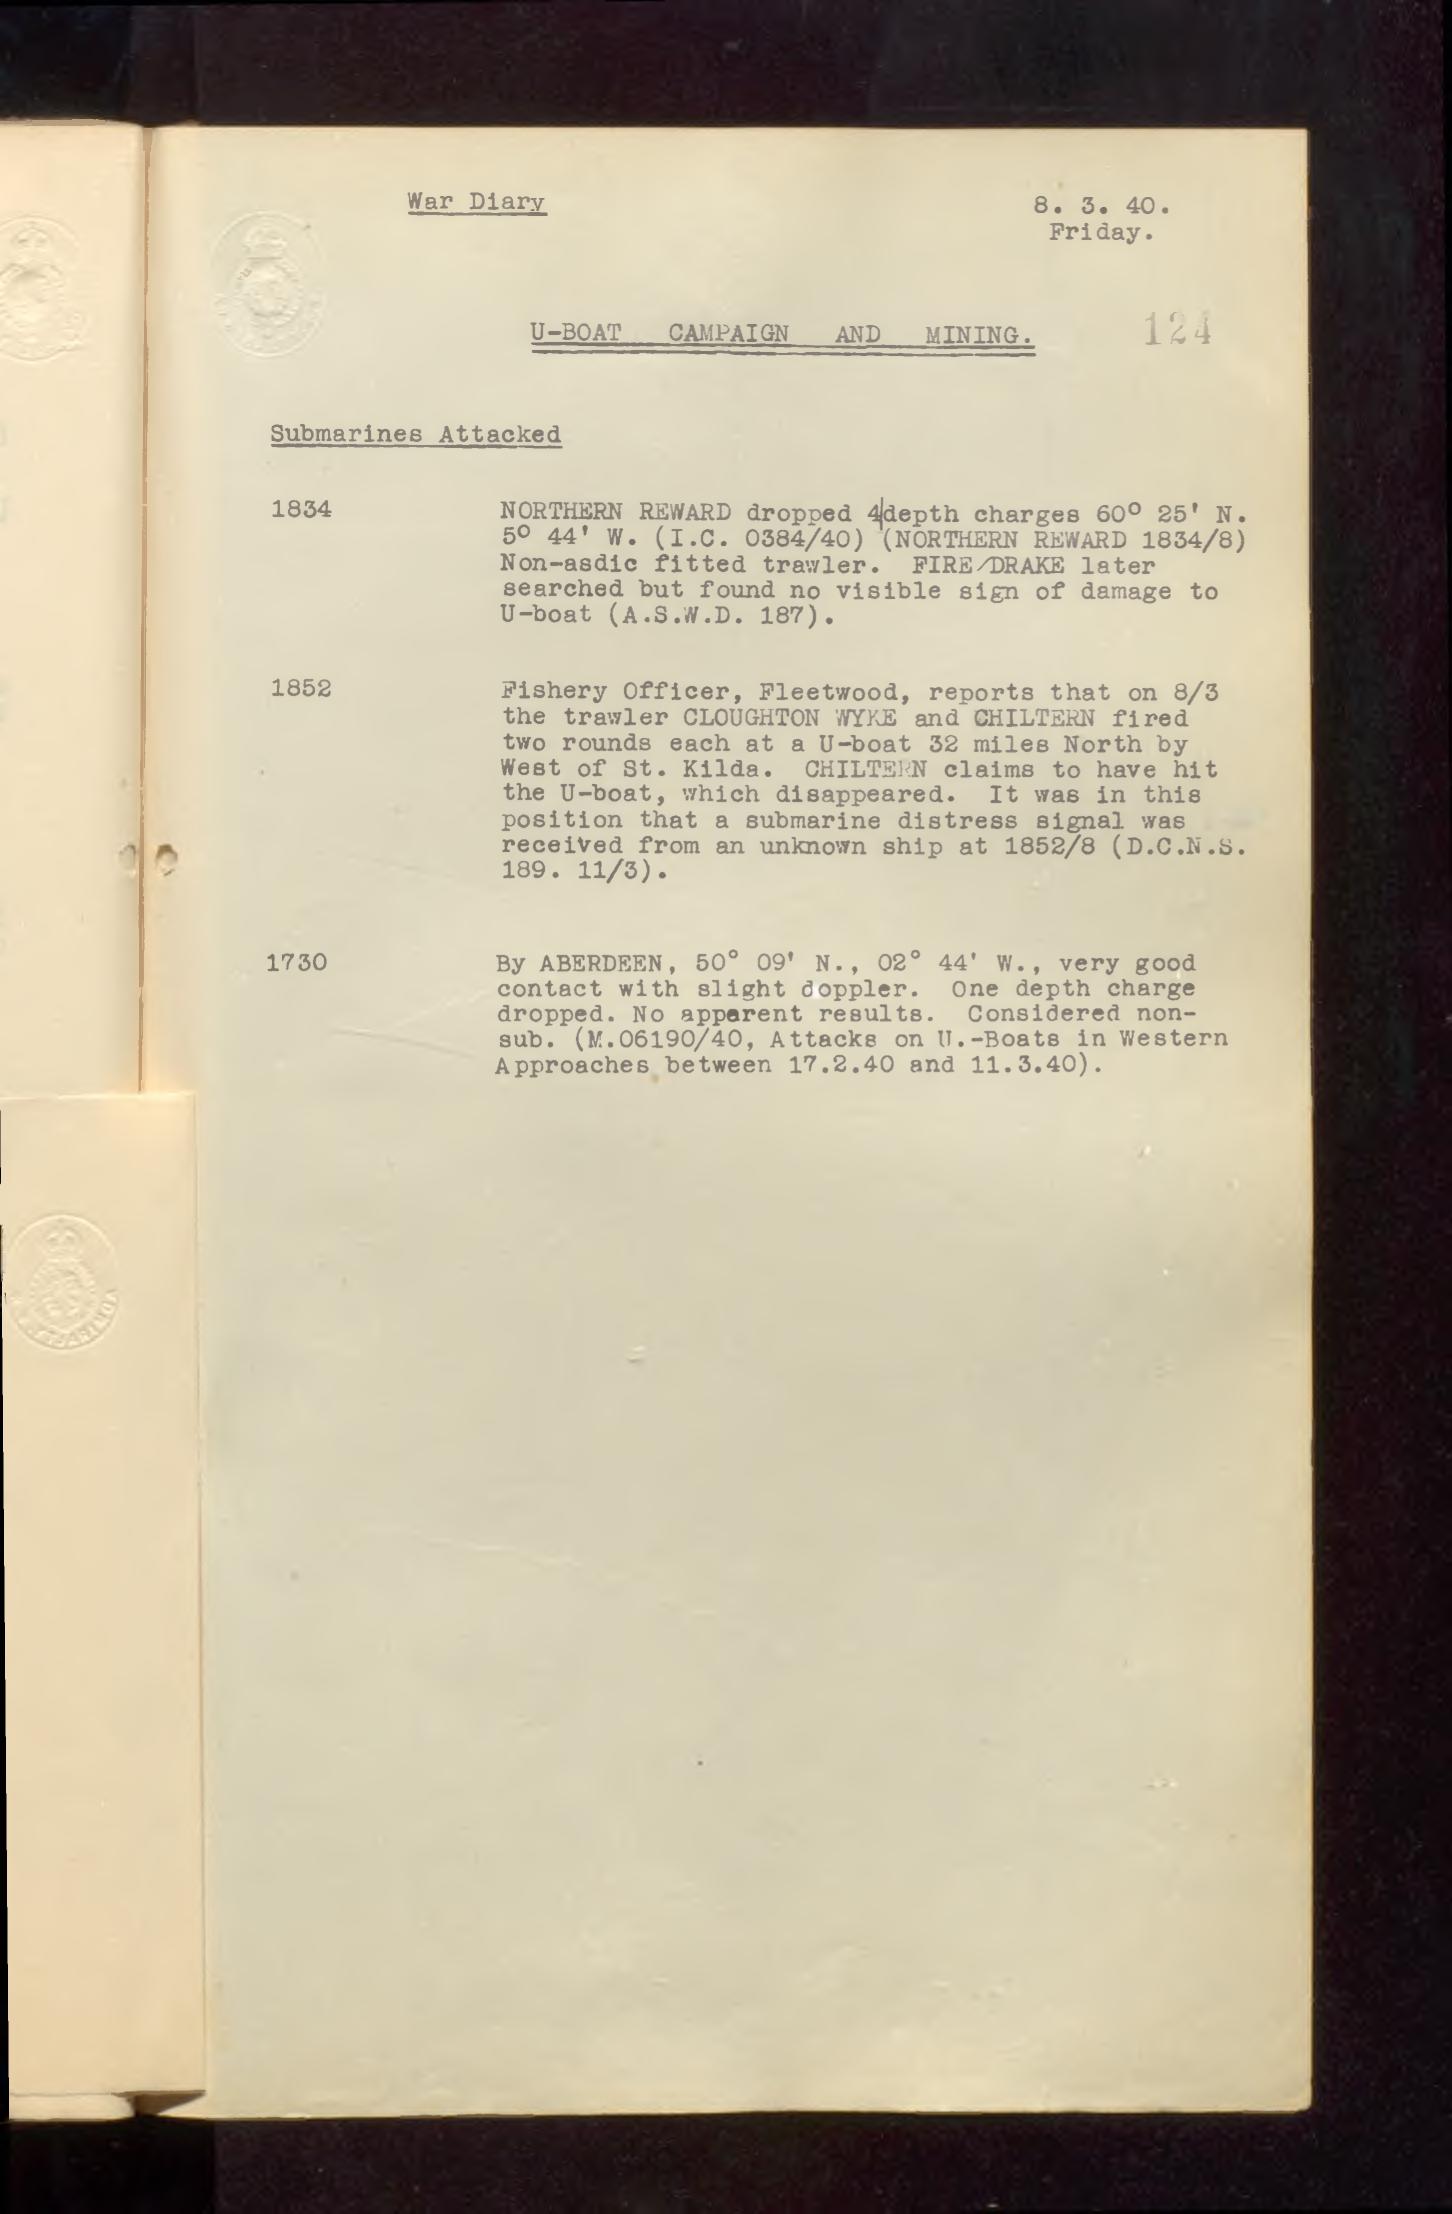 War Diary
8. 3. 40.
Friday.
U-BOAT CAMPAIGN AND MINING.
124
Submarines Attacked
1834
NORTHERN REWARD dropped 4 depth charges 60° 25' N.
5° 44' W. (I.C. 0384/40) (NORTHERN REWARD 1834/8)
Non-asdic fitted trawler. FIRE/DRAKE later
searched but found no visible sign of damage to
U-boat (A.S.W.D. 187).
1852
Fishery Officer, Fleetwood, reports that on 8/3
the trawler CLOUGHTON WYKE and CHILTERN fired
two rounds each at a U-boat 32 miles North by
West of St. Kilda. CHILTERN claims to have hit
the U-boat, which disappeared. It was in this
position that a submarine distress signal was
received from an unknown ship at 1852/8 (D.C.N.S.
189. 11/3).
1730
By ABERDEEN, 50° 09' N., 02° 44' W., very good
contact with slight doppler. One depth charge
dropped. No apparent results. Considered non-
sub. (M.06190/40, Attacks on U.-Boats in Western
Approaches between 17.2.40 and 11.3.40).